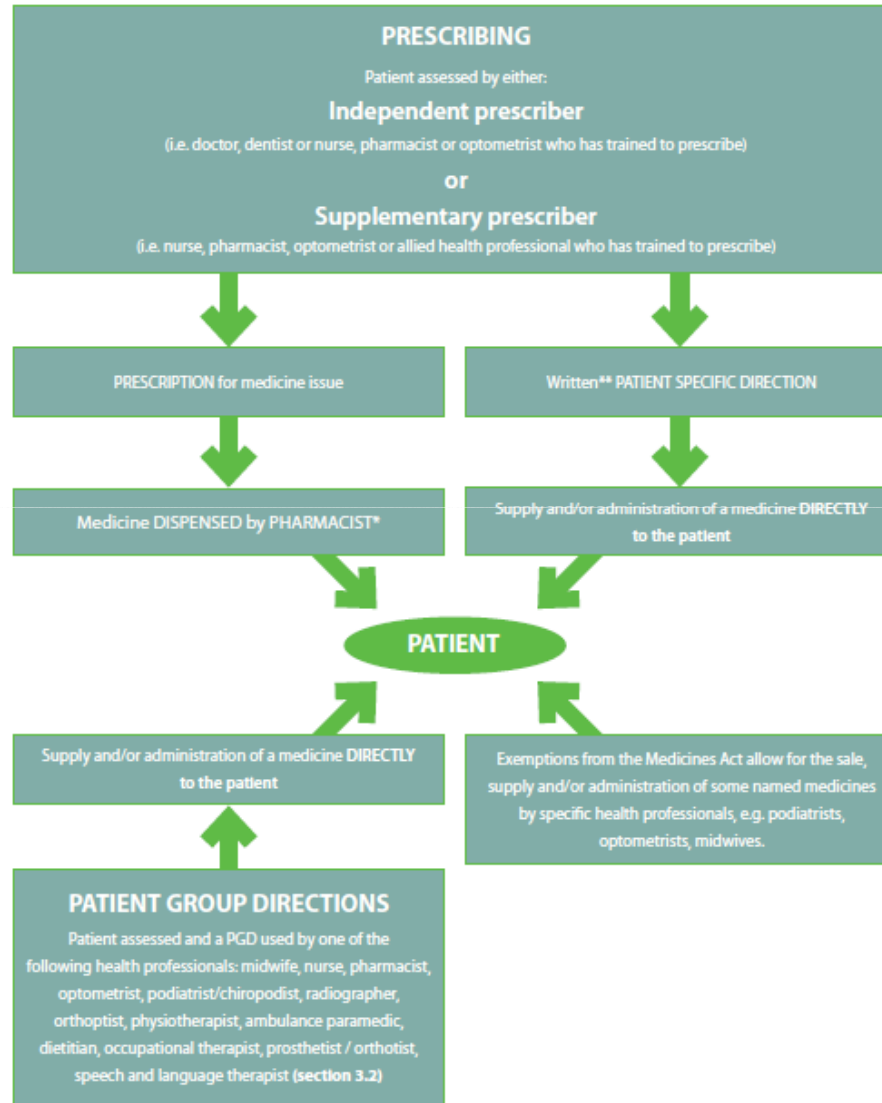 PRESCRIBING
Patient assessed by either:
Independent prescriber
(i.e. doctor, dentist or nurse, pharmacist or optometrist who has trained to prescribe)
or
Supplementary prescriber
(i.e. nurse, pharmacist, optometrist or allied health professional who has trained to prescribe)
PRESCRIPTION for medicine issue
Written** PATIENT SPECIFIC DIRECTION
Medicine DISPENSED by PHARMACIST*
Supply and/or administration of a medicine DIRECTLY
to the patient
PATIENT
Supply and/or administration of a medicine DIRECTLY
to the patient
Exemptions from the Medicines Act allow for the sale,
supply and/or administration of some named medicines
by specific health professionals, e.g. podiatrists,
optometrists, midwives.
PATIENT GROUP DIRECTIONS
Patient assessed and a PGD used by one of the
following health professionals: midwife, nurse, pharmacist,
optometrist, podiatrist/chiropodist, radiographer,
orthoptist, physiotherapist, ambulance paramedic,
dietitian, occupational therapist, prosthetist / orthotist,
speech and language therapist (section 3.2)